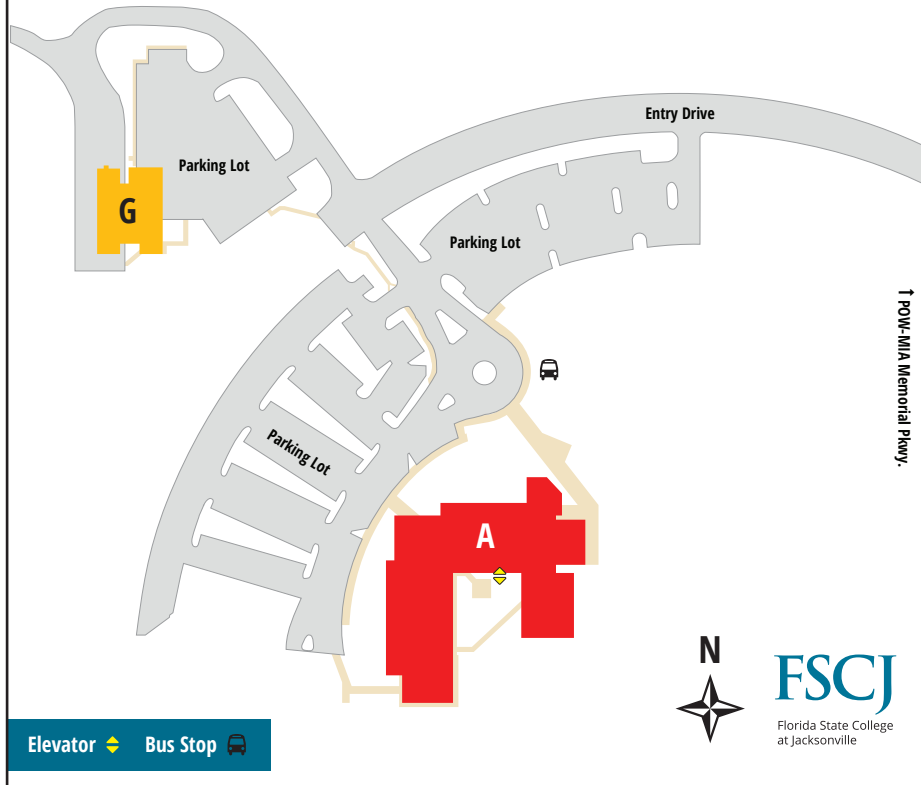 Entry Drive
Parking Lot
G
Parking Lot
↑ POW-MIA Memorial Pkwy.
Parking Lot
A
N
FSCJ
Florida State College
at Jacksonville
Elevator Bus Stop